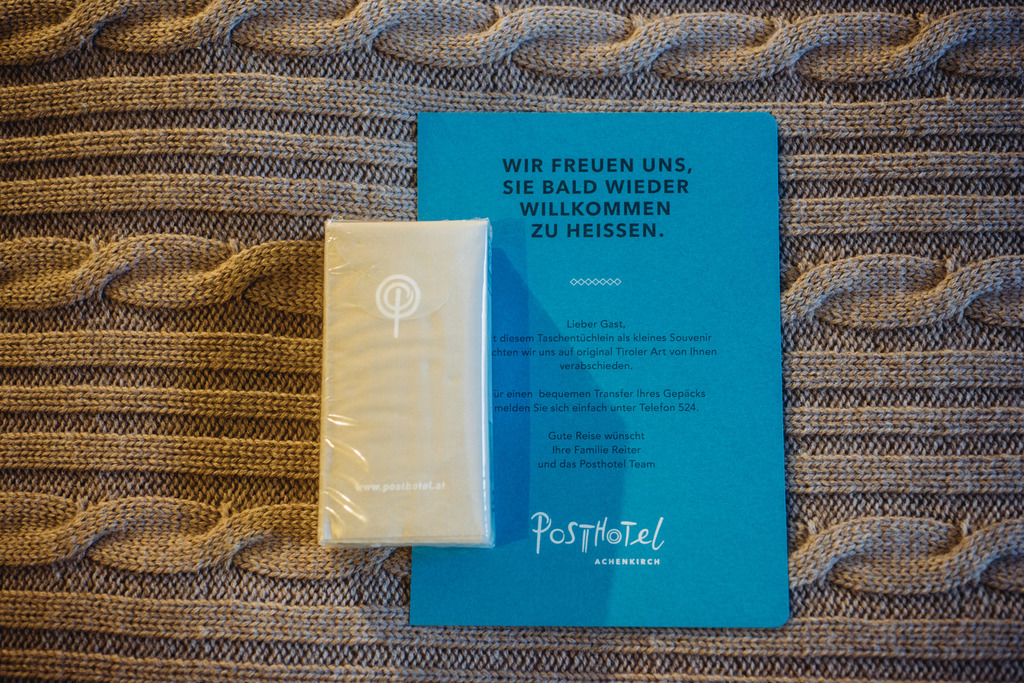 WIR FREUEN UNS,
SIE BALD WIEDER
WILLKOMMEN
ZU HEISSEN.
Lieber Gast,
diesem Taschentüchlein als kleines Souvenir
wir uns auf original Tiroler Art von Ihnen
verabschieden.
einen bequemen Transfer Ihres Gepäcks
melden Sie sich einfach unter Telefon 524.
Gute Reise wünscht
Ihre Familie Reiter
und das Posthotel Team
www.posthotel.at
POSTHOTEL
ACHENKIRCH